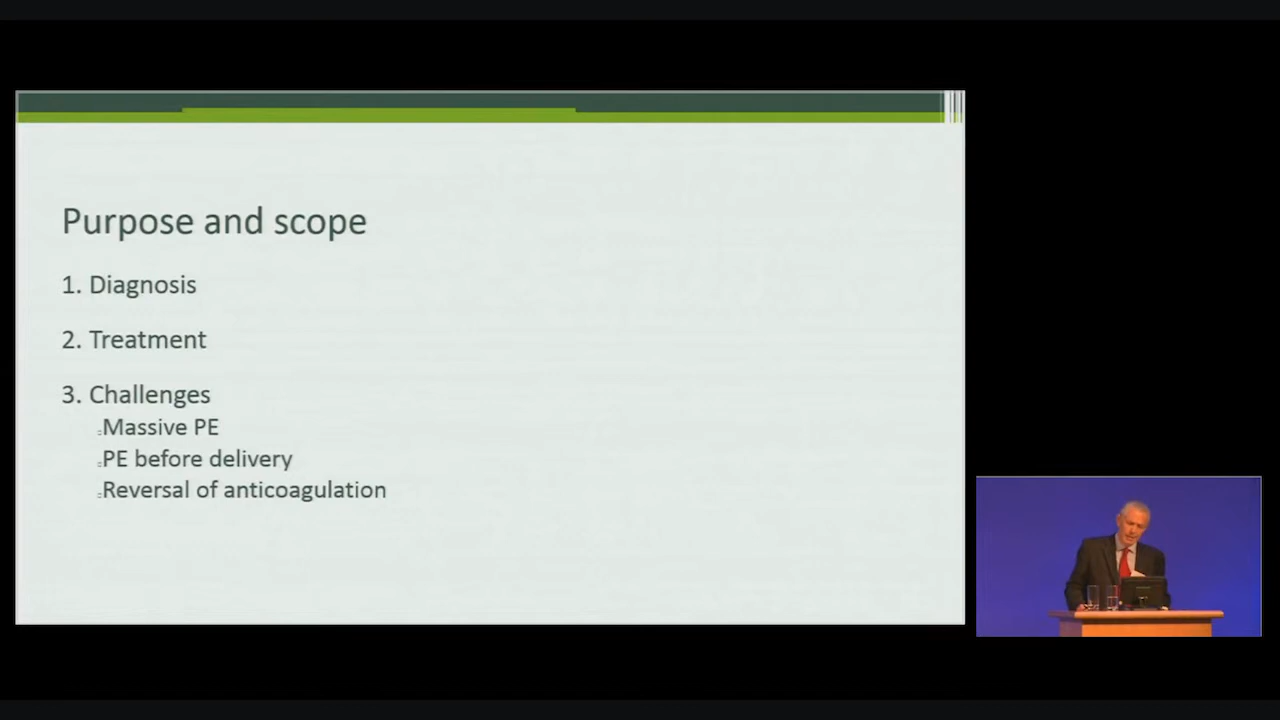 Purpose and scope
1. Diagnosis
2. Treatment
3. Challenges
Massive PE
PE before delivery
Reversal of anticoagulation